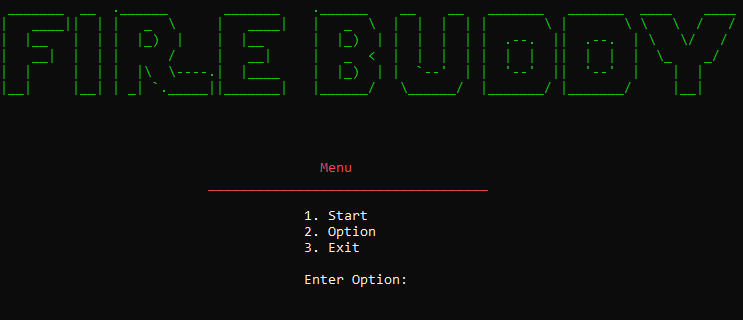 FIRE BUDDY
Menu
1. Start
2. Option
3. Exit
Enter Option: